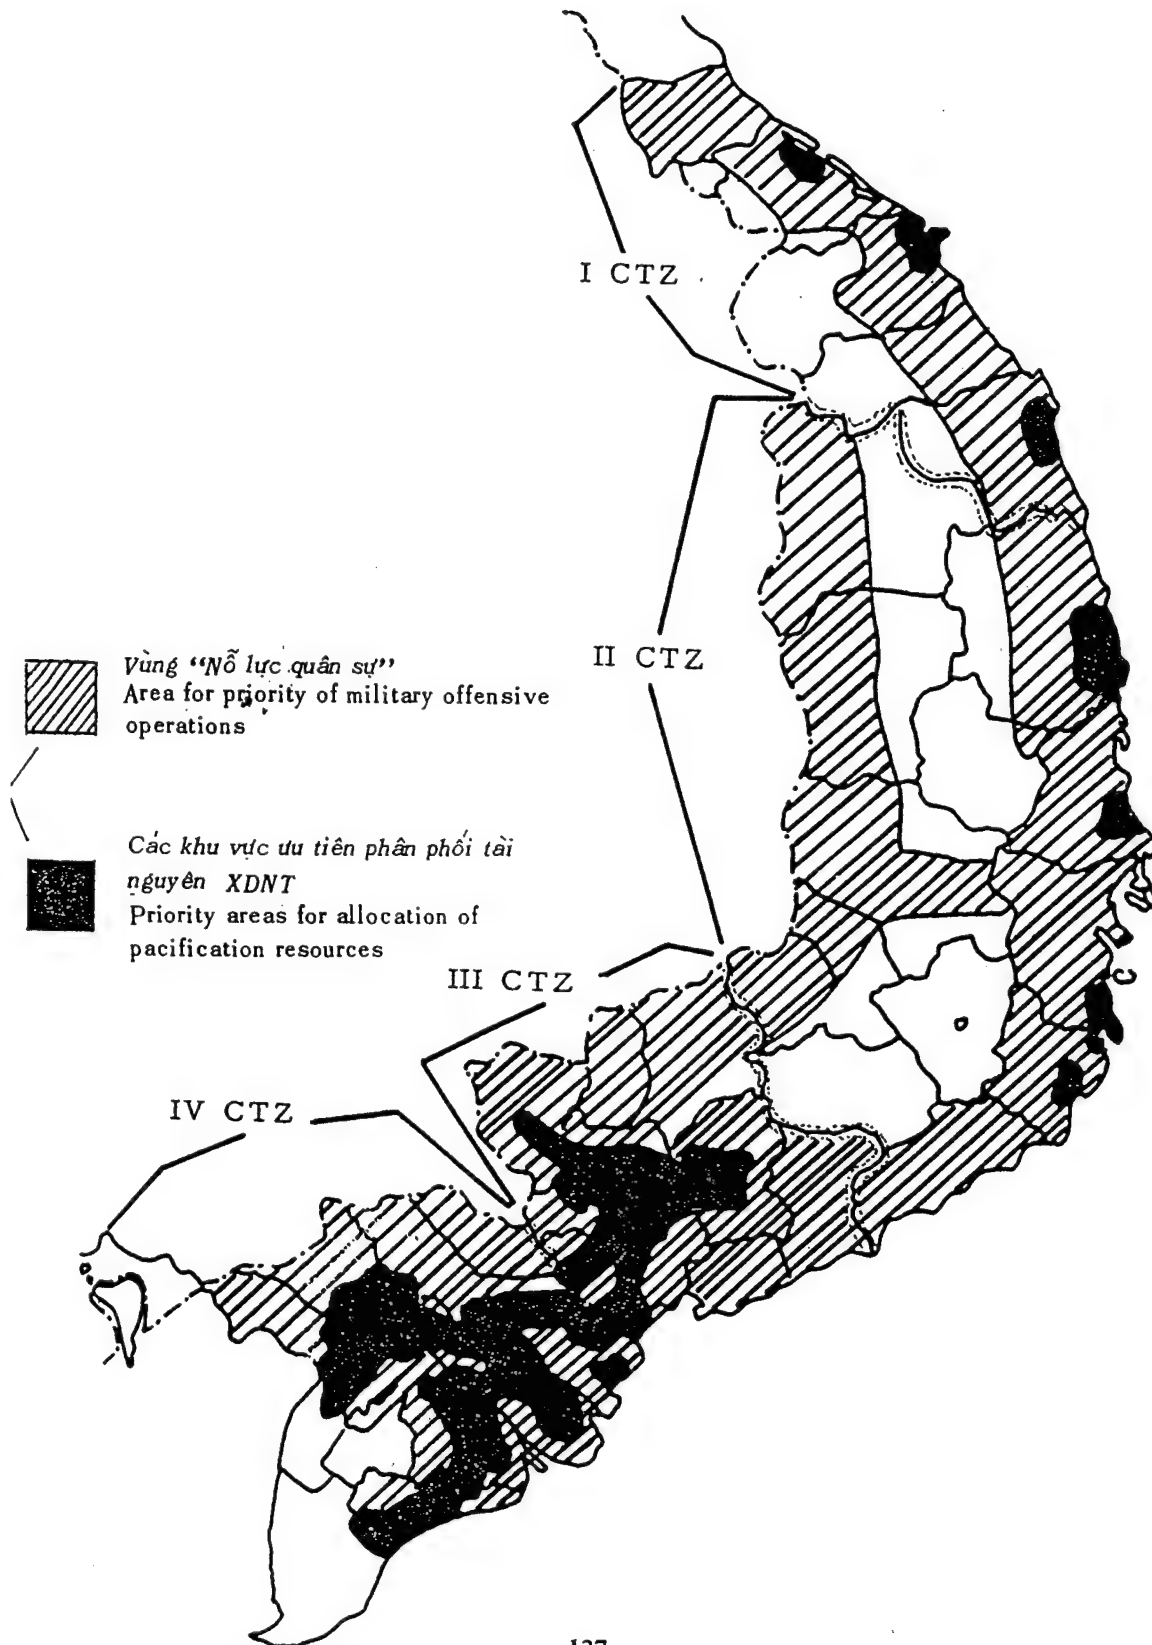 I CTZ
II CTZ
Vùng “Nỗ lực quân sự”
Area for priority of military offensive
operations
Các khu vực ưu tiên phân phối tài
nguyên XDNT
Priority areas for allocation of
pacification resources
III CTZ
IV CTZ
137